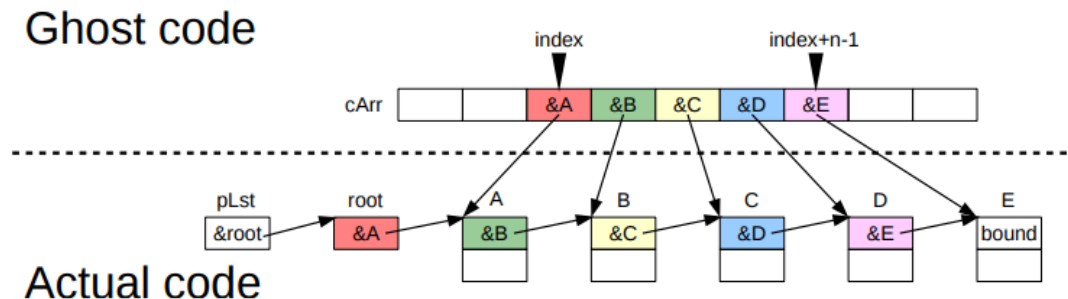 Ghost code
index index+n-1
cArr &A &B &C &D &E
pLst root A B C D E
&root &A &B &C &D &E bound
Actual code